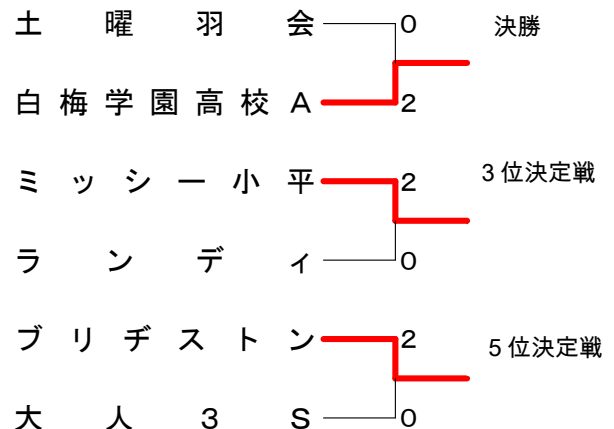 土曜羽会 0 決勝
白梅学園高校A 2
ミッシー小平 2 3位決定戦
ランディ 0
ブリヂストン 2 5位決定戦
大人3S 0